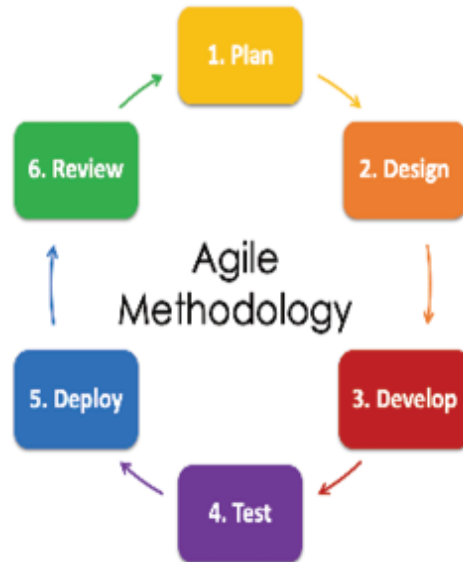 1. Plan
2. Design
3. Develop
4. Test
5. Deploy
6. Review
Agile
Methodology